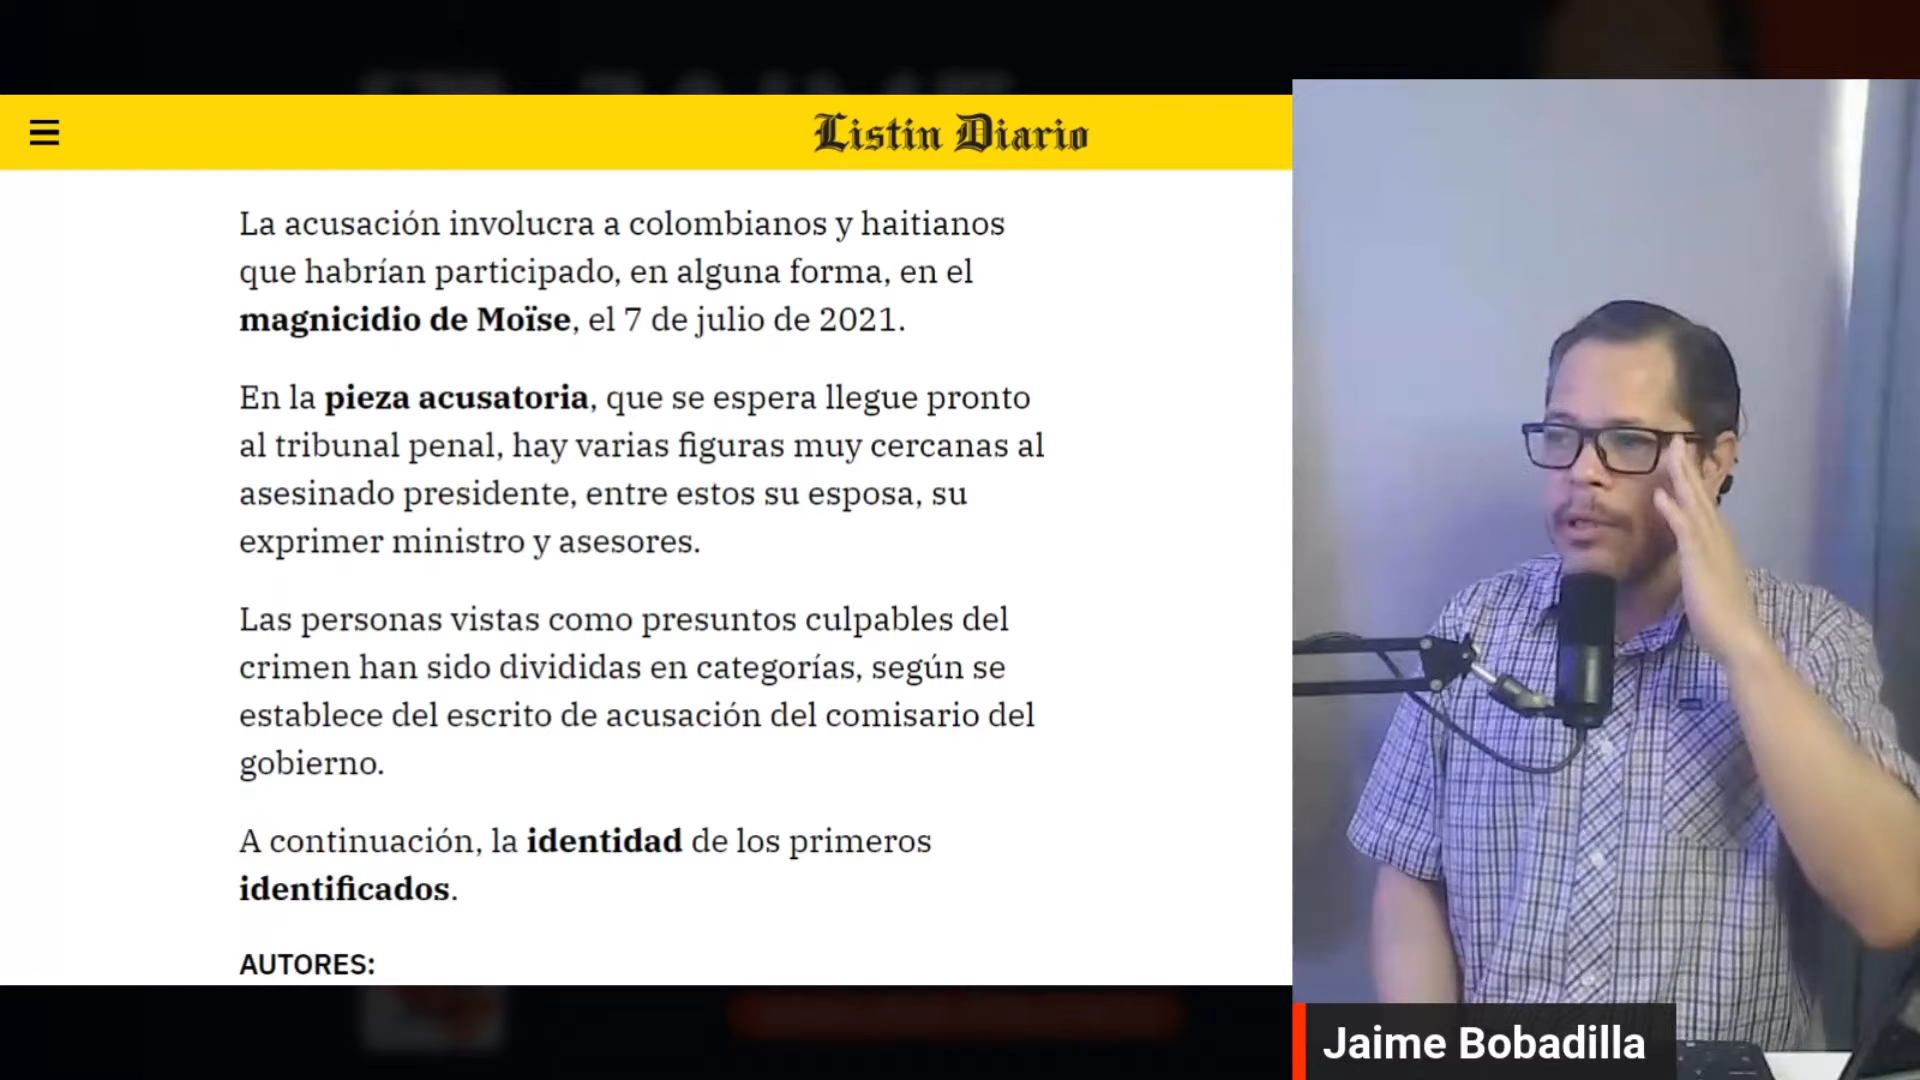 Listin Diario
La acusación involucra a colombianos y haitianos
que habrían participado, en alguna forma, en el
magnicidio de Moïse, el 7 de julio de 2021.
En la pieza acusatoria, que se espera llegue pronto
al tribunal penal, hay varias figuras muy cercanas al
asesinado presidente, entre estos su esposa, su
exprimer ministro y asesores.
Las personas vistas como presuntos culpables del
crimen han sido divididas en categorías, según se
establece del escrito de acusación del comisario del
gobierno.
A continuación, la identidad de los primeros
identificados.
AUTORES:
Jaime Bobadilla